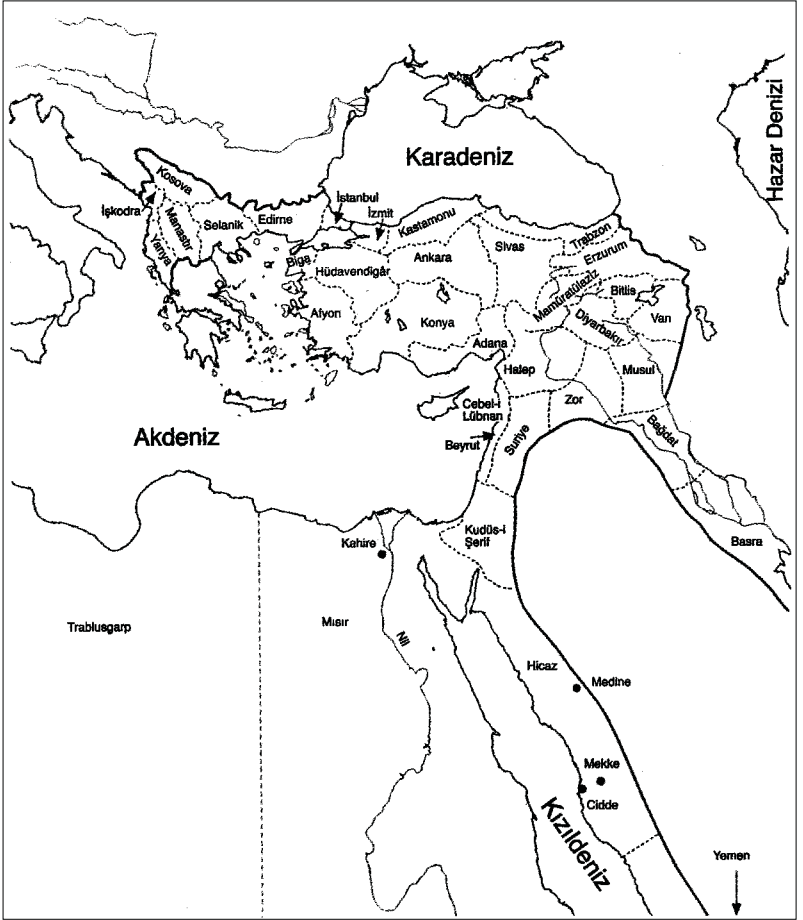 Karadeniz
Hazar Denizi
Kosova
İşkodra
Manastır
Yanya
Selanik
Edirne
İstanbul
İzmit
Kastamonu
Biga
Hüdavendigâr
Ankara
Sivas
Trabzon
Erzurum
Mamüratülaziz
Bitlis
Van
Diyarbakır
Afyon
Konya
Adana
Halep
Musul
Zor
Cebel-i
Lübnan
Beyrut
Suriye
Bağdat
Akdeniz
Kudüs-i
Şerif
Basra
Kahire
Trablusgarp
Mısır
Nil
Hicaz
Medine
Mekke
Cidde
Kızıldeniz
Yemen